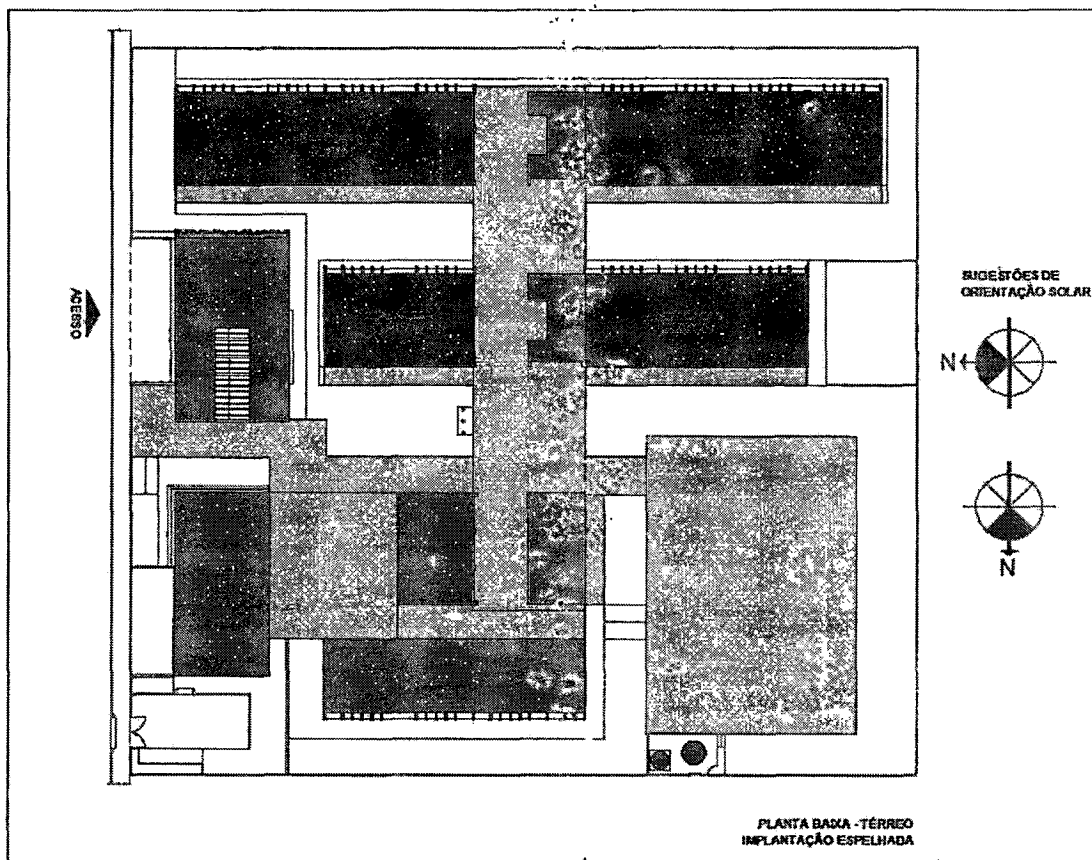 ACESSO
SUGESTÕES DE
ORIENTAÇÃO SOLAR
N
N
PLANTA BAIXA - TÉRREO
IMPLANTAÇÃO ESPELHADA